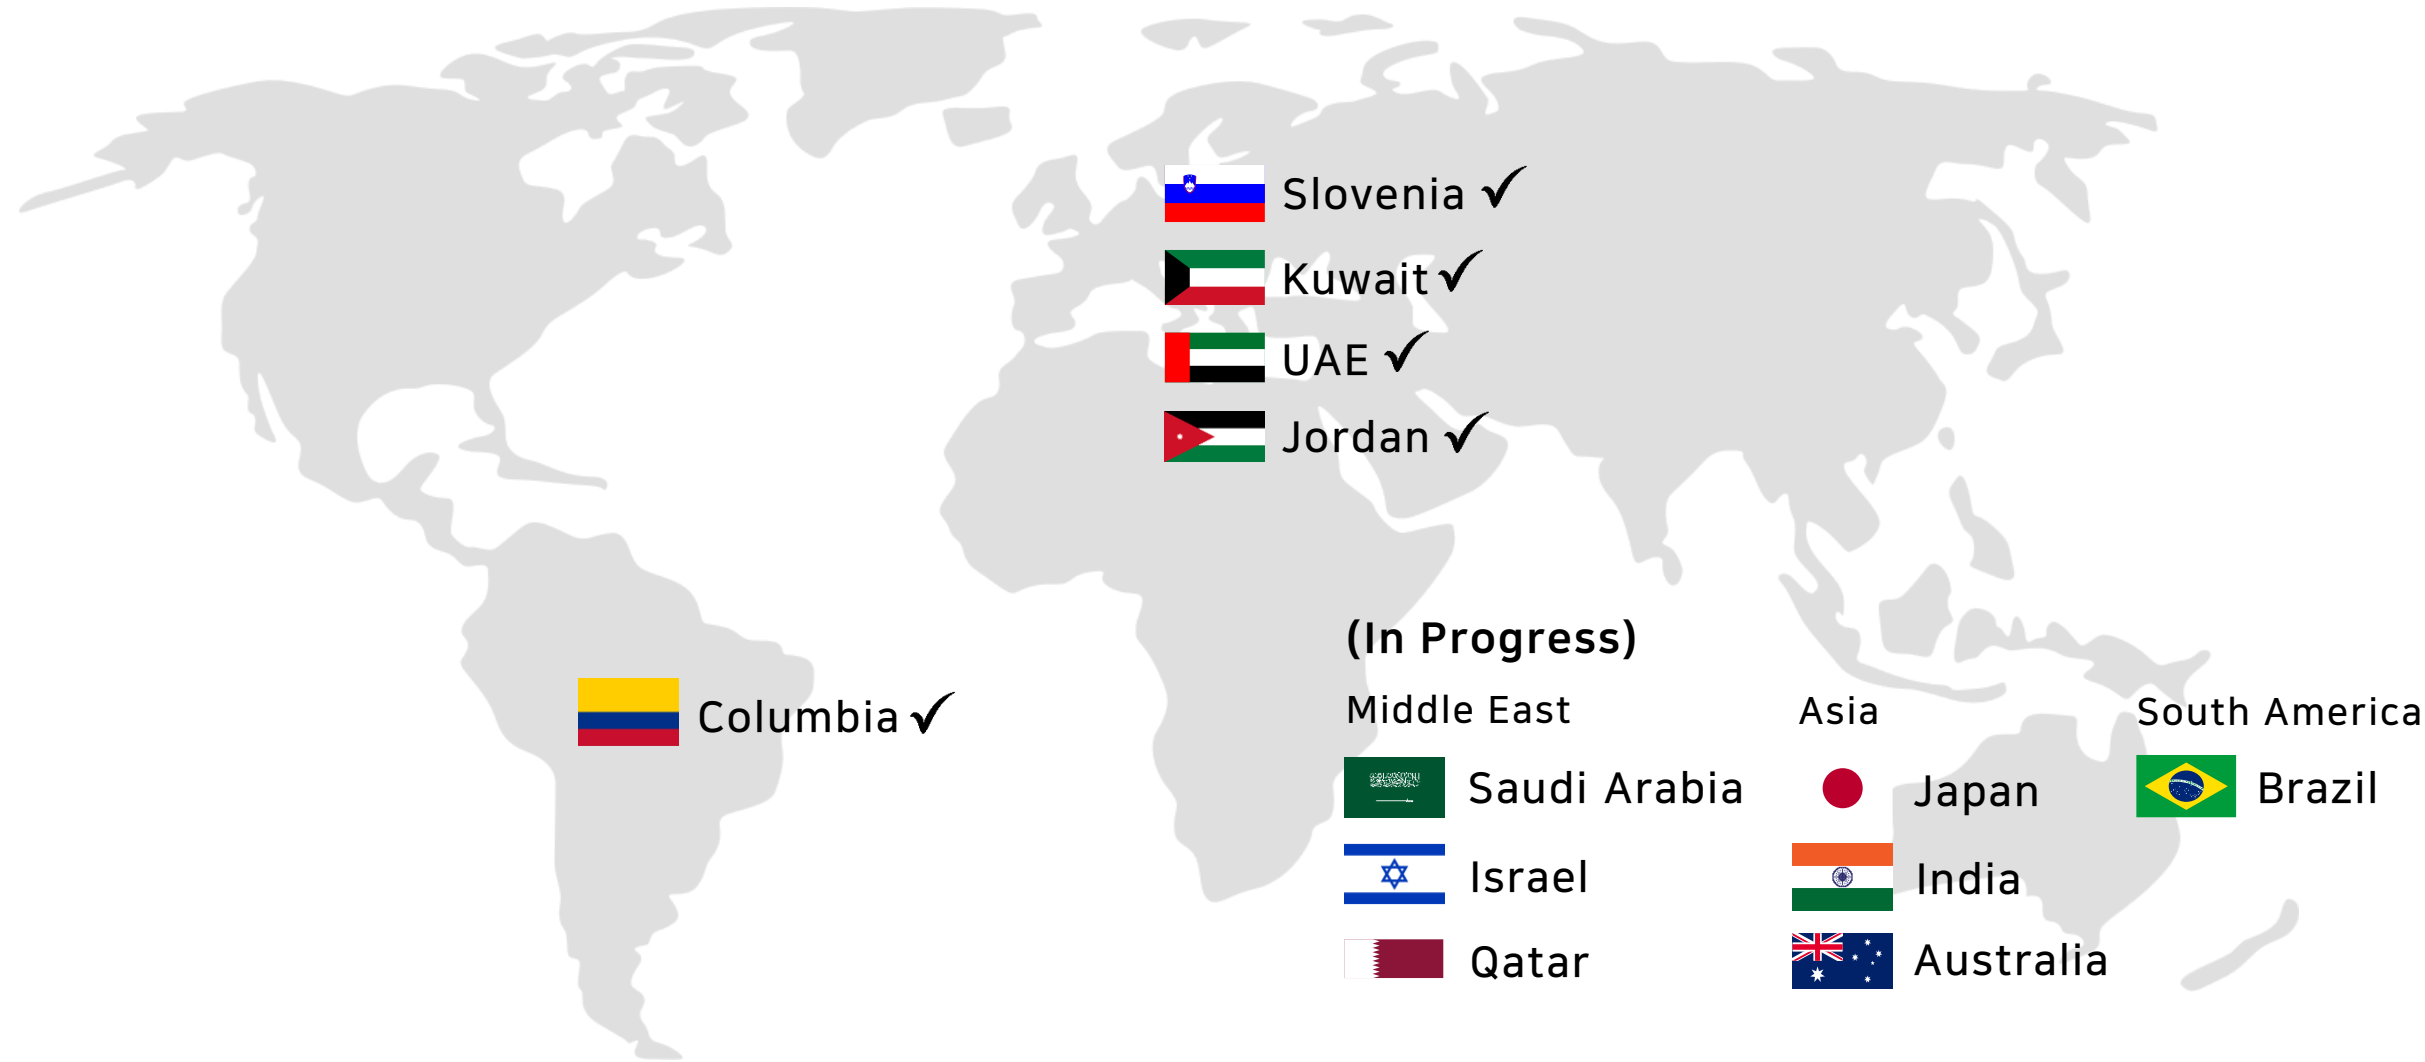 Slovenia ✓
Kuwait ✓
UAE ✓
Jordan ✓
Columbia ✓
(In Progress)
Middle East
Saudi Arabia
Israel
Qatar
Asia
Japan
India
Australia
South America
Brazil